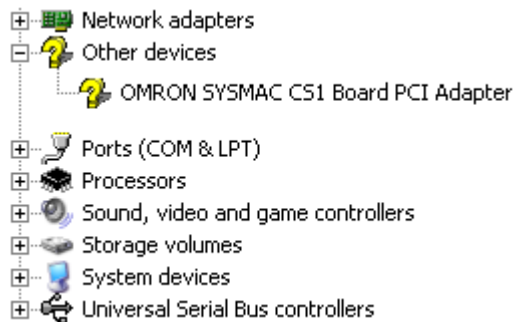 Network adapters
Other devices
OMRON SYSMAC CS1 Board PCI Adapter
Ports (COM & LPT)
Processors
Sound, video and game controllers
Storage volumes
System devices
Universal Serial Bus controllers